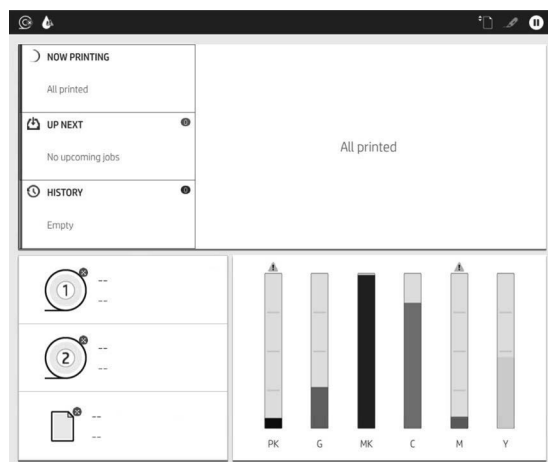 NOW PRINTING
All printed
UP NEXT
0
No upcoming jobs
HISTORY
0
Empty
All printed
1
--
--
2
--
--
--
--
PK G MK C M Y